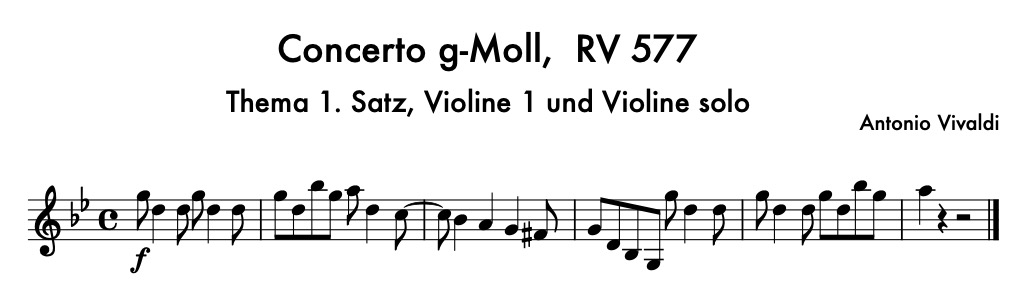 Concerto g-Moll, RV 577
Thema 1. Satz, Violine 1 und Violine solo
Antonio Vivaldi
f